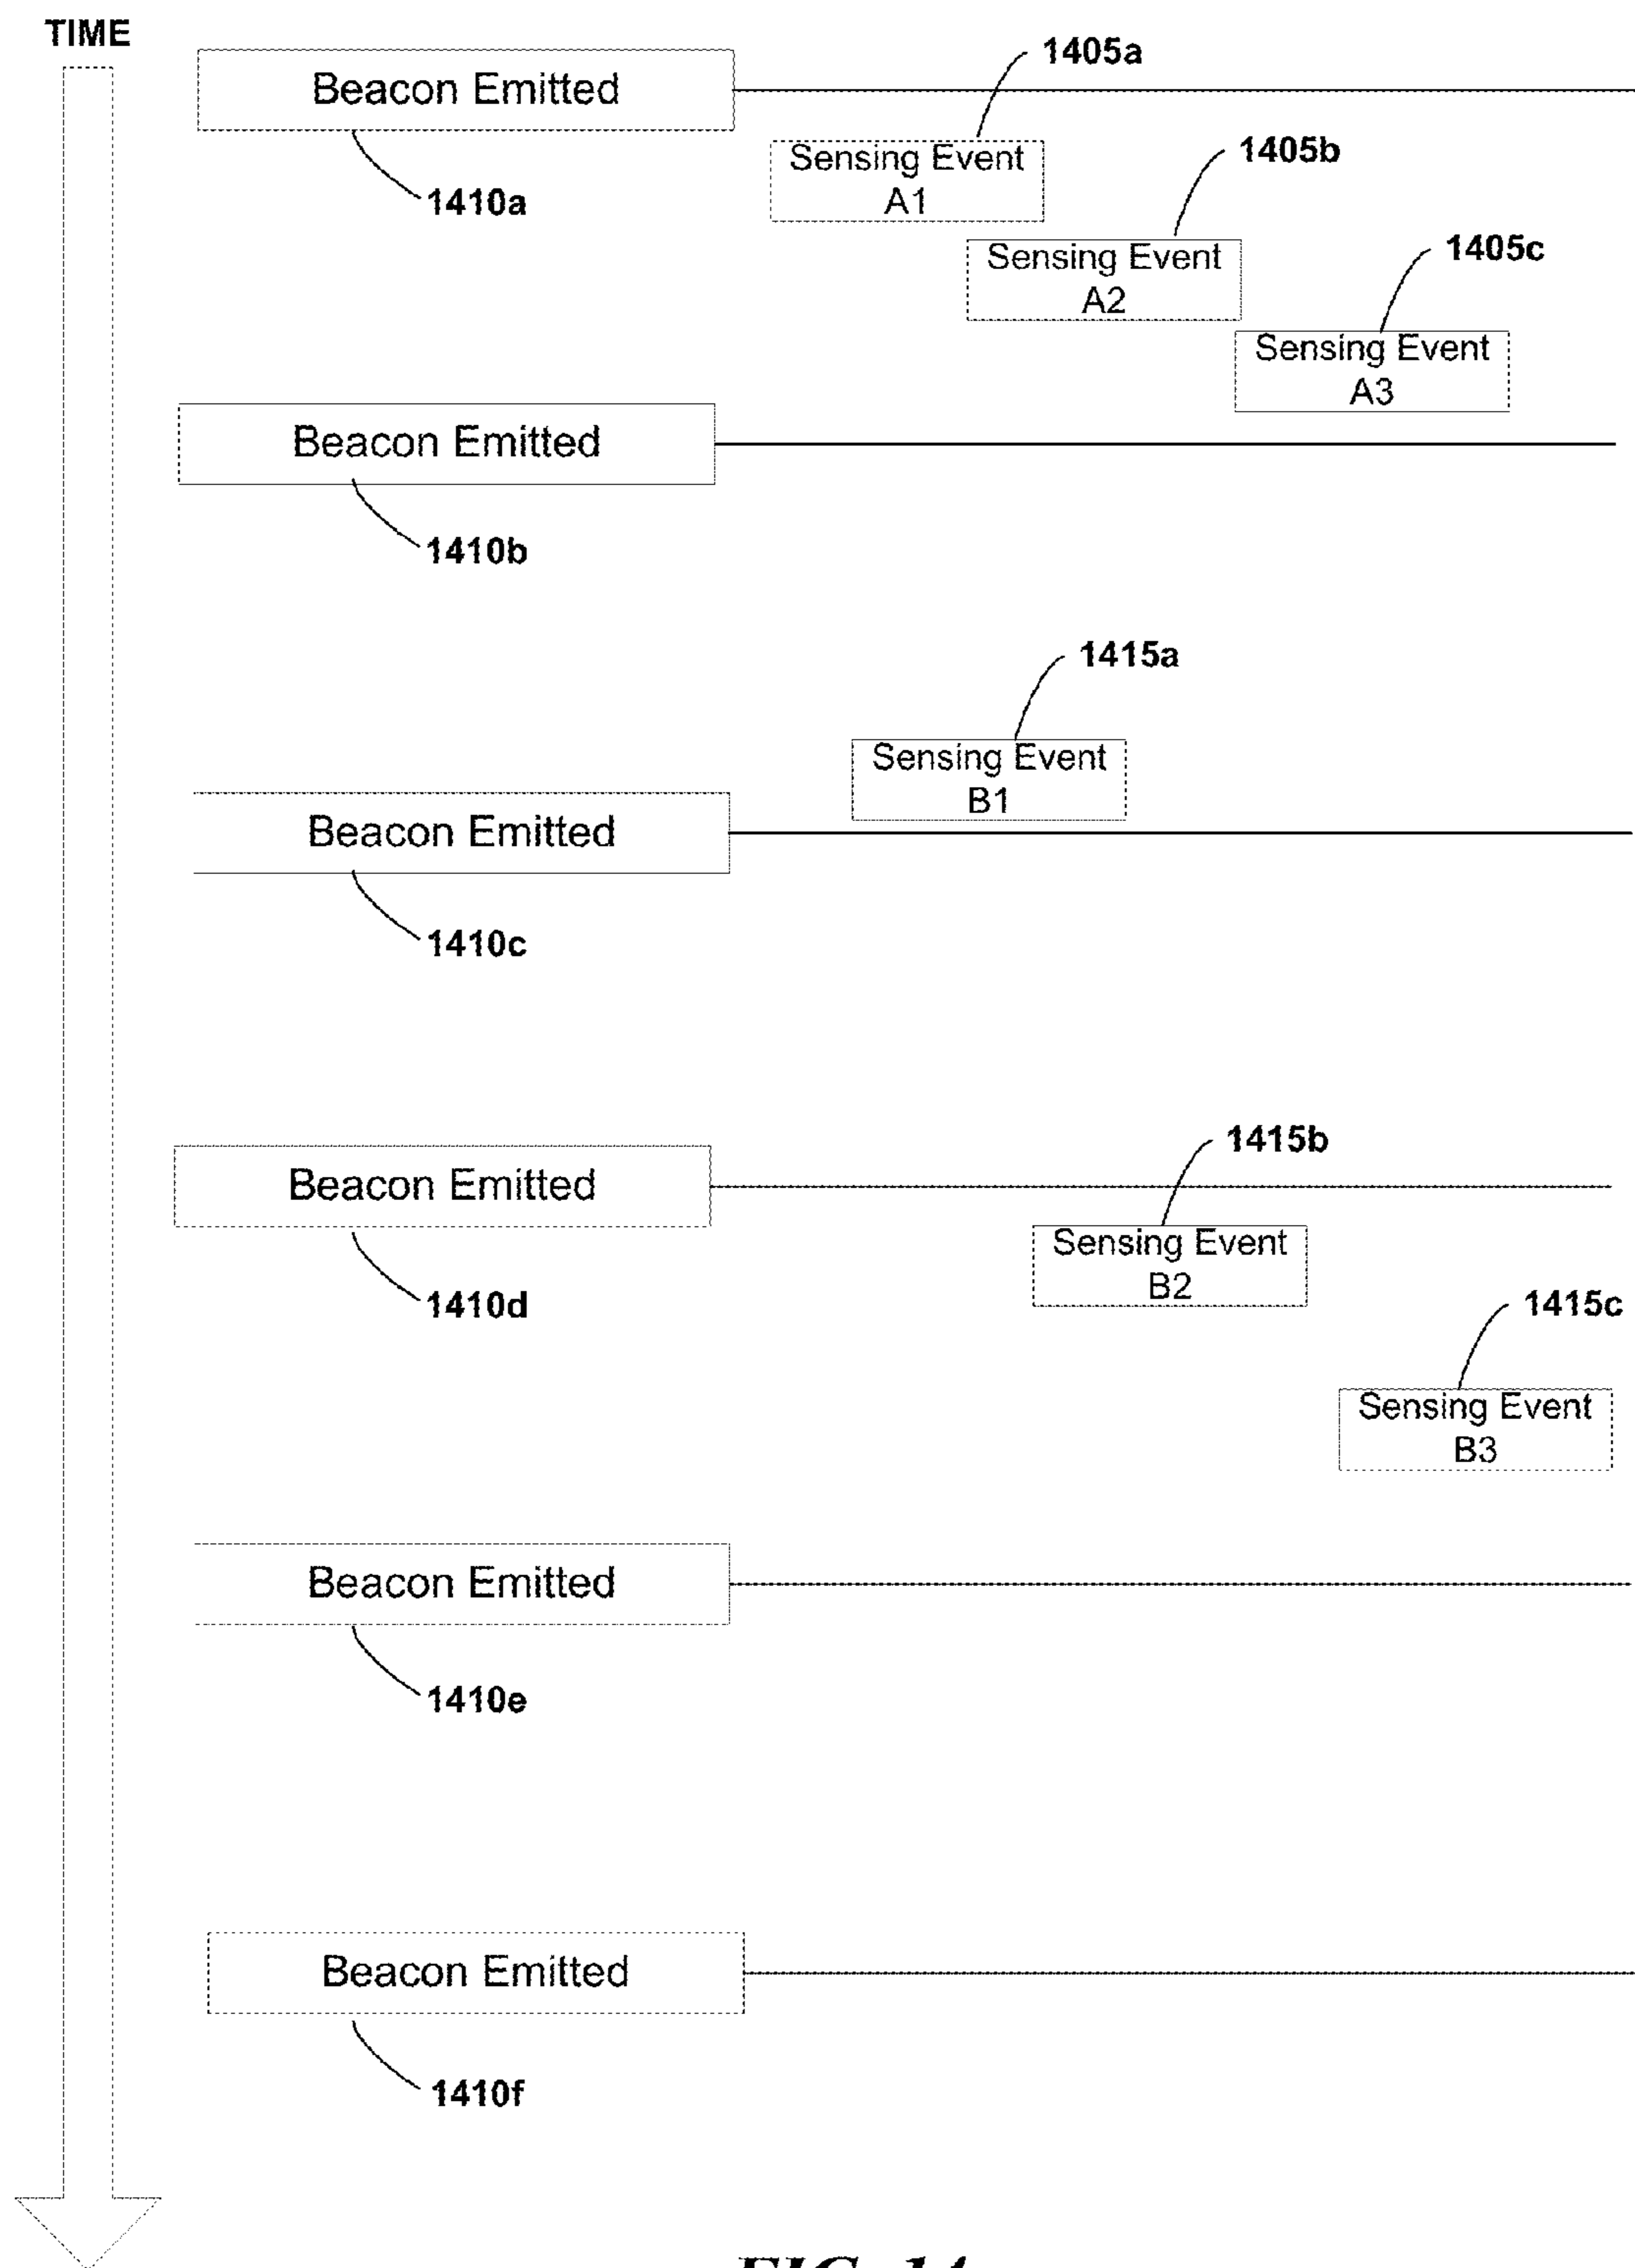 TIME
Beacon Emitted
1405a
1410a
Sensing Event
A1
1405b
Sensing Event
A2
1405c
Sensing Event
A3
Beacon Emitted
1410b
1415a
Sensing Event
B1
Beacon Emitted
1410c
1415b
Beacon Emitted
Sensing Event
B2
1410d
1415c
Sensing Event
B3
Beacon Emitted
1410e
Beacon Emitted
1410f